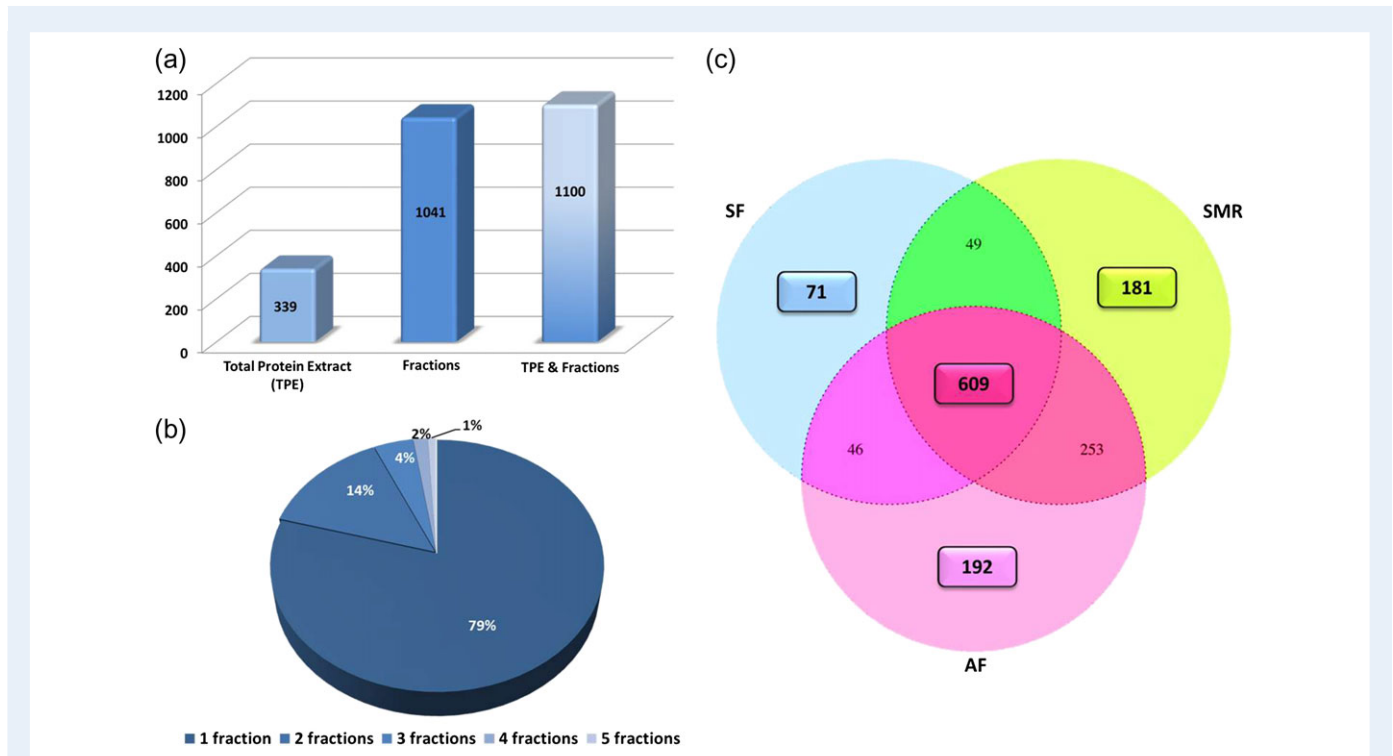 (a)
1200
1000
800
600
400
200
0
339
1041
1100
Total Protein Extract
(TPE)
Fractions
TPE & Fractions
(b)
1%
2%
4%
14%
79%
1 fraction 2 fractions 3 fractions 4 fractions 5 fractions
(c)
SF
SMR
49
71
181
609
46
253
192
AF